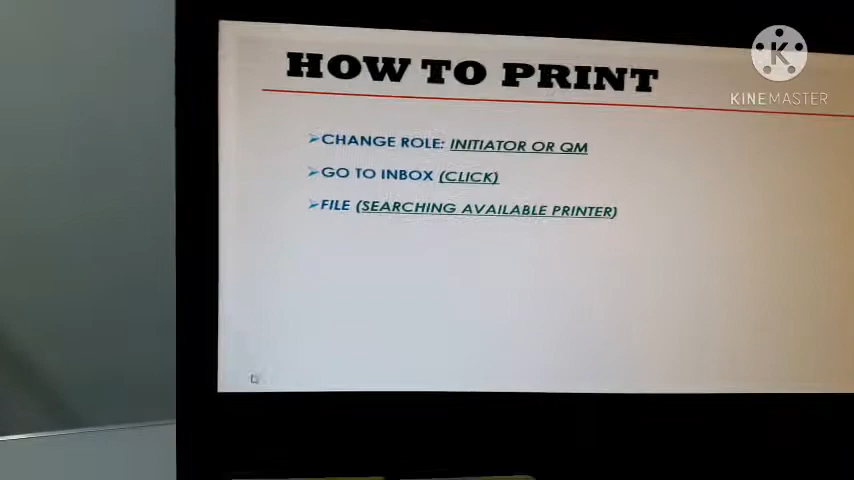 HOW TO PRINT
KINEMASTER
➢CHANGE ROLE: INITIATOR OR QM
➢GO TO INBOX (CLICK)
➢FILE (SEARCHING AVAILABLE PRINTER)